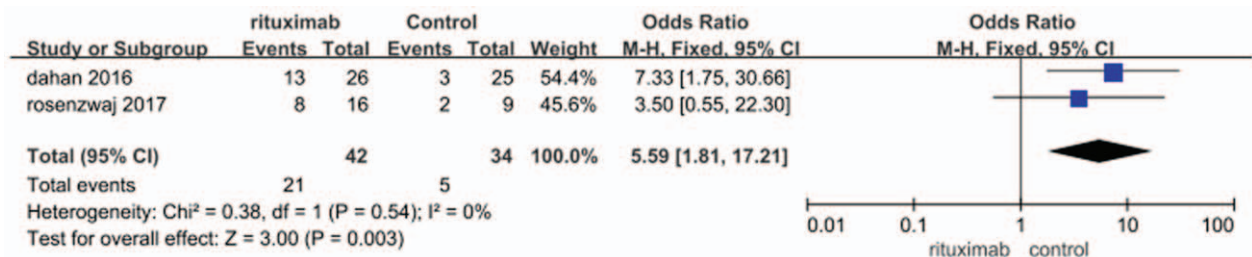 rituximab Control Odds Ratio Odds Ratio
Study or Subgroup Events Total Events Total Weight M-H, Fixed, 95% CI M-H, Fixed, 95% CI
dahan 2016 13 26 3 25 54.4% 7.33 [1.75, 30.66]
rosenzwaj 2017 8 16 2 9 45.6% 3.50 [0.55, 22.30]
Total (95% CI) 42 34 100.0% 5.59 [1.81, 17.21]
Total events 21 5
Heterogeneity: Chi² = 0.38, df = 1 (P = 0.54); I² = 0%
Test for overall effect: Z = 3.00 (P = 0.003)
0.01 0.1 1 10 100
rituximab control